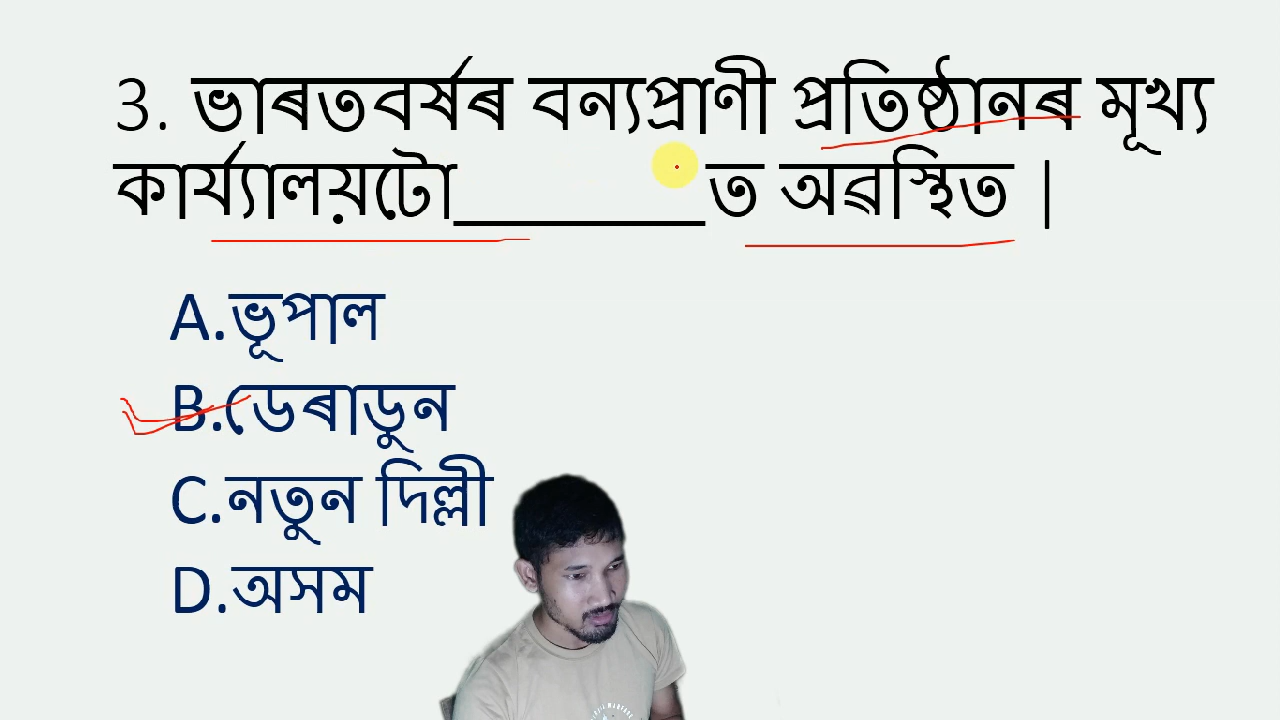 3. ভাৰতবৰ্ষৰ বন্যপ্ৰাণী প্ৰতিষ্ঠানৰ মূখ্য
কাৰ্য্যালয়টো________ত অৱস্থিত |
A.ভূপাল
B.ডেৰাডুন
C.নতুন দিল্লী
D.অসম